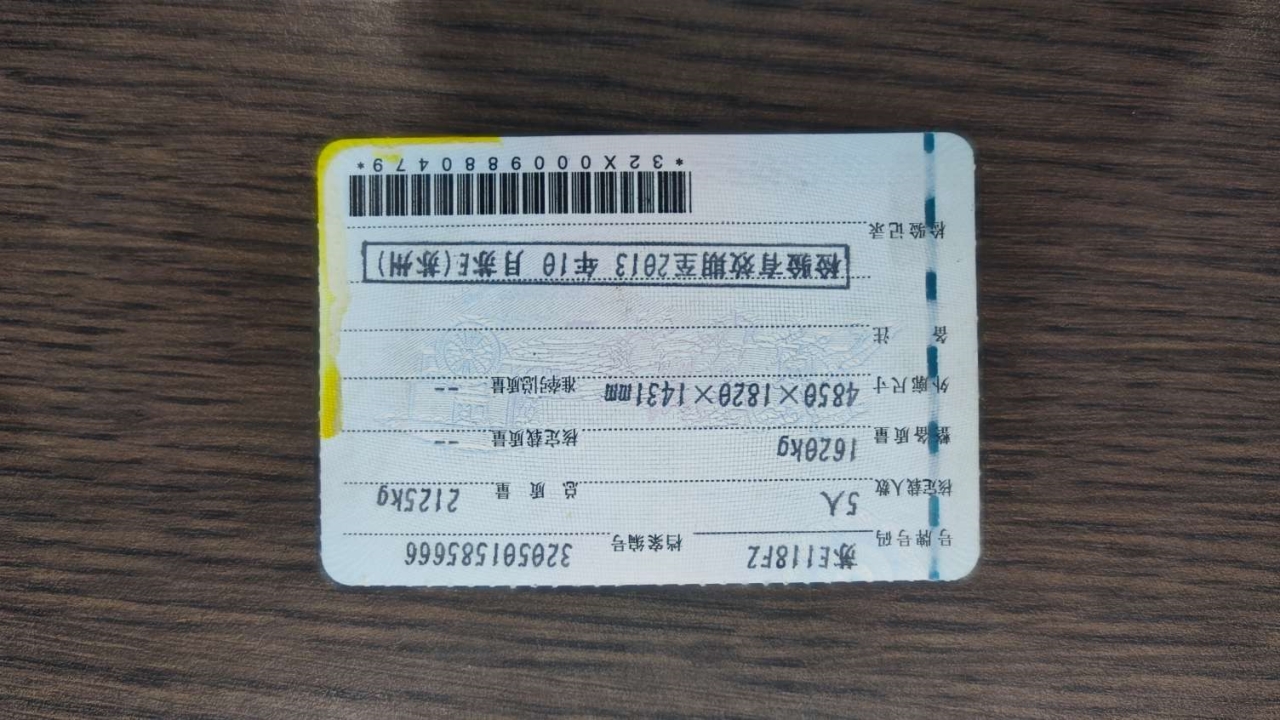 号牌号码 苏E118FZ 档案编号 320501585666
核定载人数 5人 总质量 2125kg
整备质量 1620kg 核定载质量 --
外廓尺寸 4850×1820×1431mm 准牵引总质量 --
备注
检验有效期至2013年10月苏E(苏州)
检验记录
*32X0009880479*